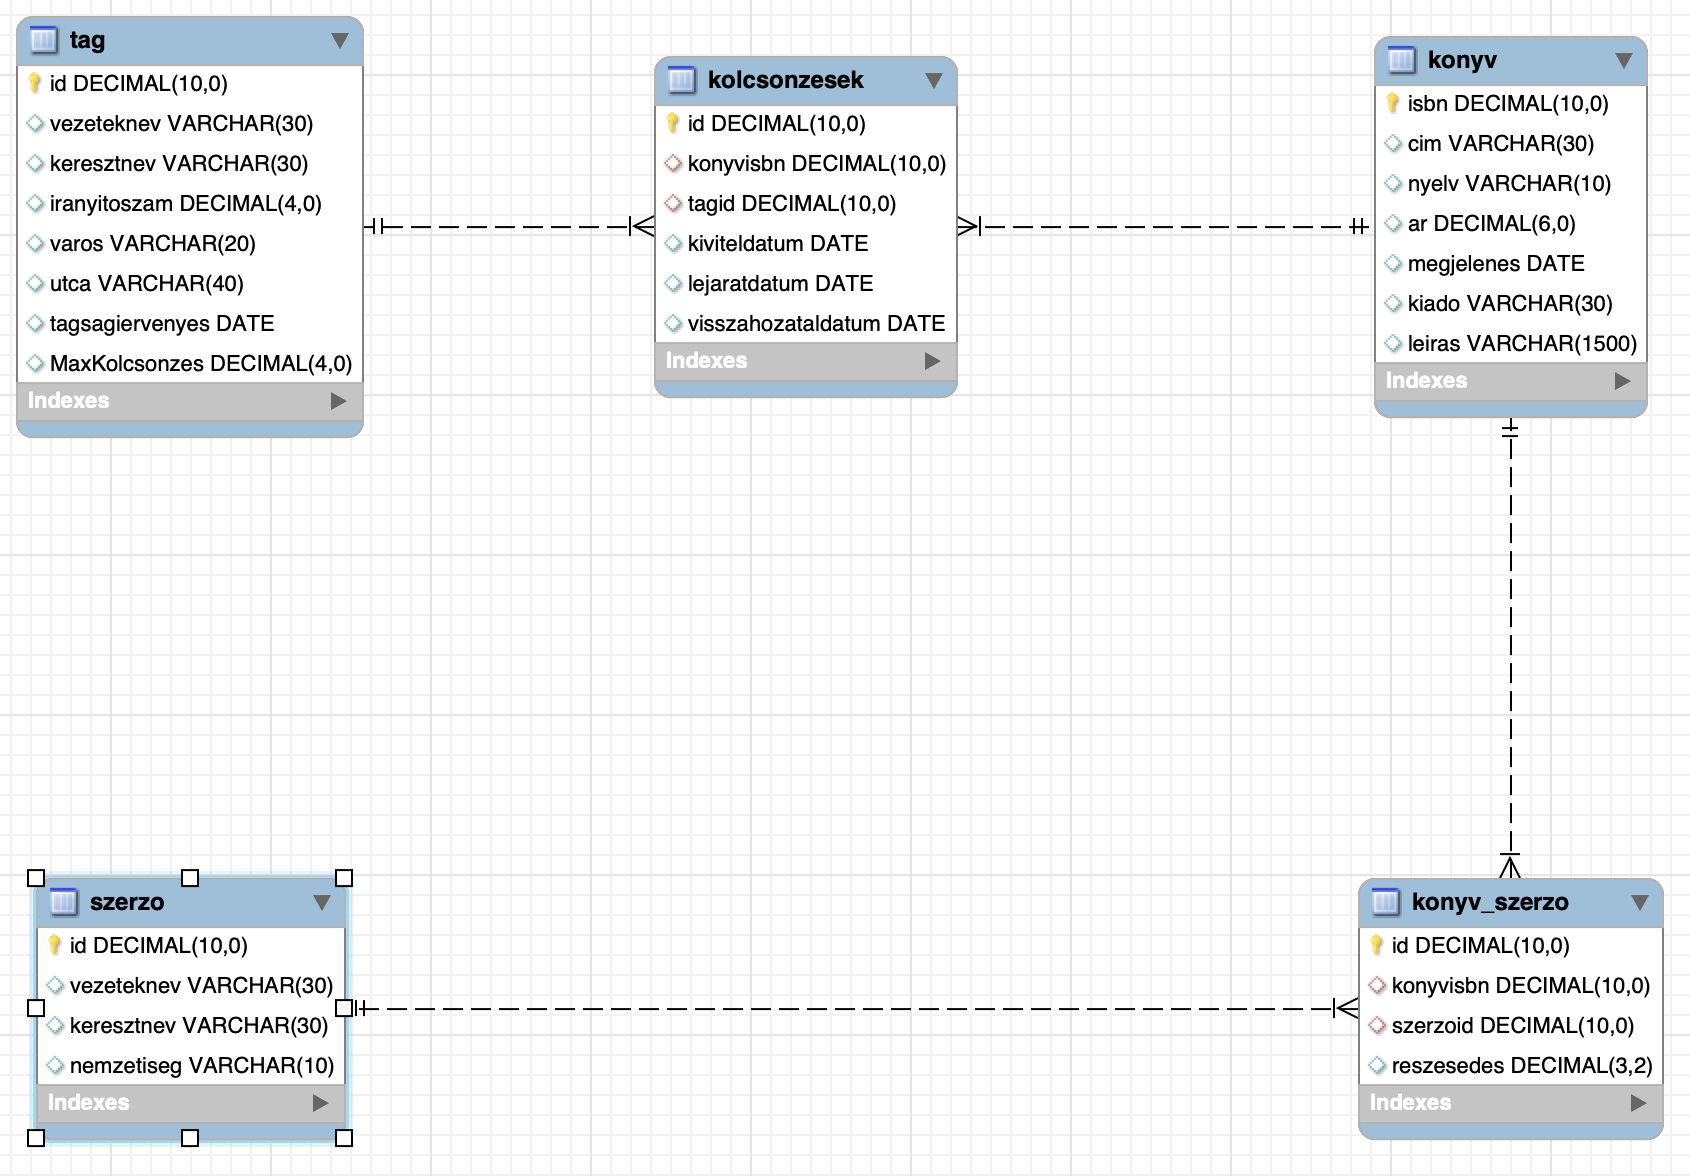 tag
id DECIMAL(10,0)
vezeteknev VARCHAR(30)
keresztnev VARCHAR(30)
iranyitoszam DECIMAL(4,0)
varos VARCHAR(20)
utca VARCHAR(40)
tagsagiervenyes DATE
MaxKolcsonzes DECIMAL(4,0)
Indexes
kolcsonzesek
id DECIMAL(10,0)
konyvisbn DECIMAL(10,0)
tagid DECIMAL(10,0)
kiviteldatum DATE
lejaratdatum DATE
visszahozataldatum DATE
Indexes
konyv
isbn DECIMAL(10,0)
cim VARCHAR(30)
nyelv VARCHAR(10)
ar DECIMAL(6,0)
megjelenes DATE
kiado VARCHAR(30)
leiras VARCHAR(1500)
Indexes
szerzo
id DECIMAL(10,0)
vezeteknev VARCHAR(30)
keresztnev VARCHAR(30)
nemzetiseg VARCHAR(10)
Indexes
konyv_szerzo
id DECIMAL(10,0)
konyvisbn DECIMAL(10,0)
szerzoid DECIMAL(10,0)
reszesedes DECIMAL(3,2)
Indexes